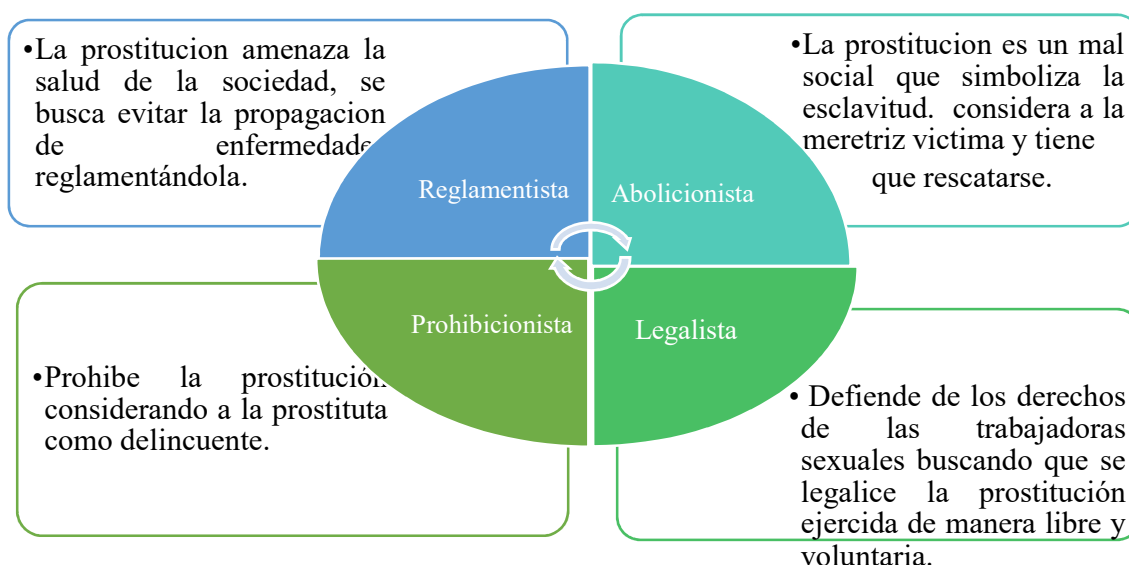 •La prostitucion amenaza la
salud de la sociedad, se
busca evitar la propagacion
de enfermedade
reglamentándola.
•La prostitucion es un mal
social que simboliza la
esclavitud. considera a la
meretriz victima y tiene
que rescatarse.
Reglamentista
Abolicionista
Prohibicionista
Legalista
•Prohibe la prostitución
considerando a la prostituta
como delincuente.
• Defiende de los derechos
de las trabajadoras
sexuales buscando que se
legalice la prostitución
ejercida de manera libre y
voluntaria.